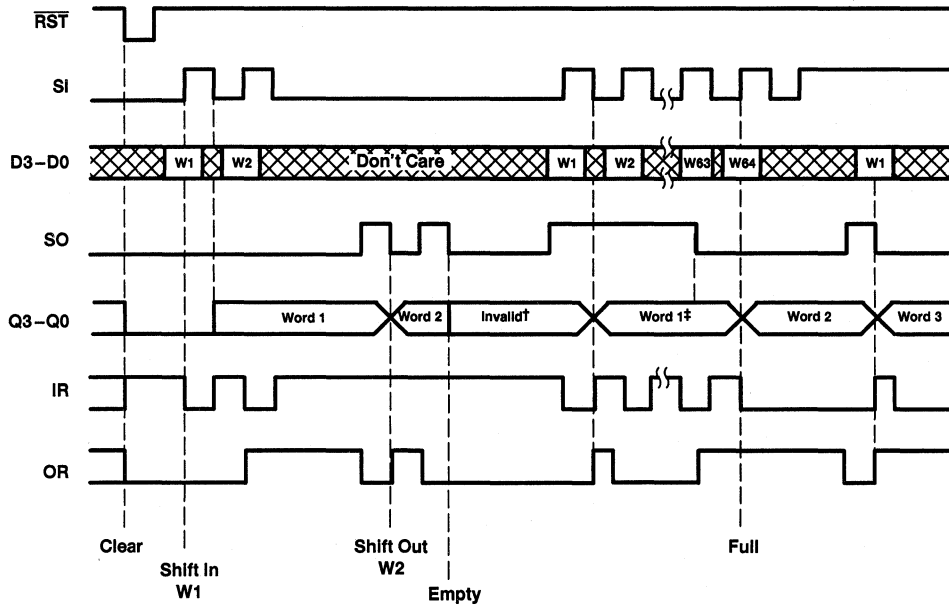 RST
SI
D3–D0 W1 W2 Don't Care W1 W2 W63 W64 W1
SO
Q3–Q0 Word 1 Word 2 Invalid† Word 1‡ Word 2 Word 3
IR
OR
Clear Shift Out W2 Full
Shift In W1
Empty